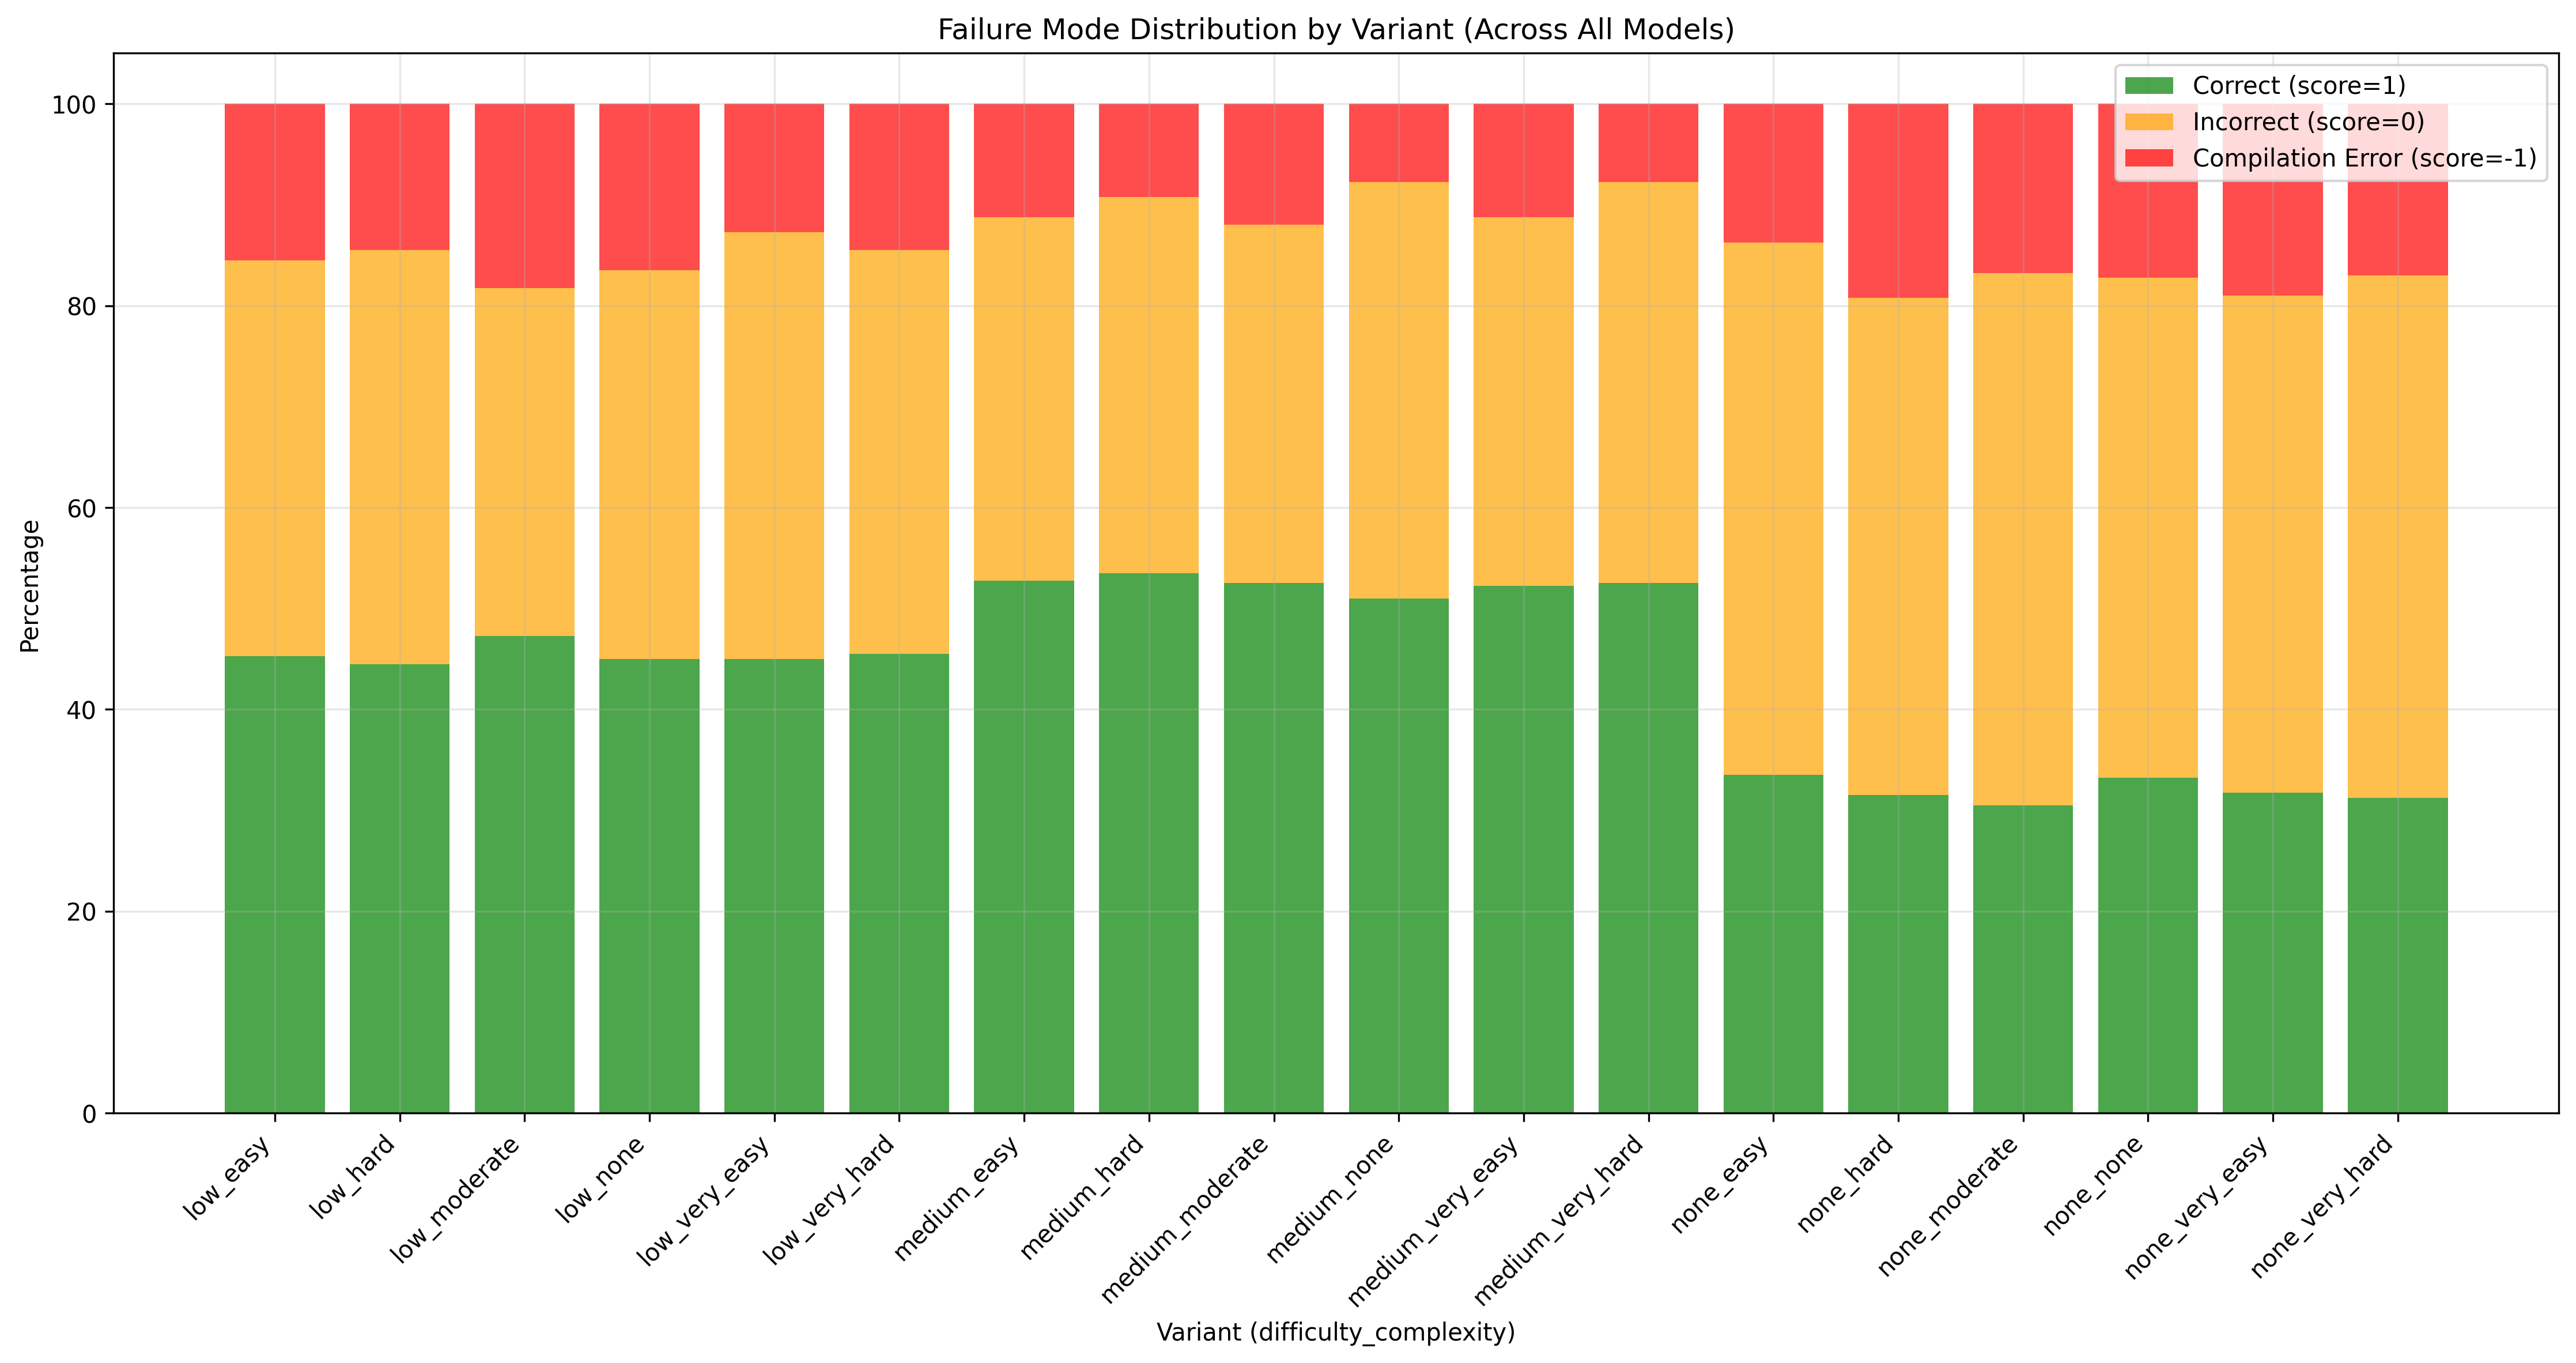 Failure Mode Distribution by Variant (Across All Models)
Correct (score=1)
Incorrect (score=0)
Compilation Error (score=-1)
Percentage
100
80
60
40
20
0
low_easy
low_hard
low_moderate
low_none
low_very_easy
low_very_hard
medium_easy
medium_hard
medium_moderate
medium_none
medium_very_easy
medium_very_hard
none_easy
none_hard
none_moderate
none_none
none_very_easy
none_very_hard
Variant (difficulty_complexity)